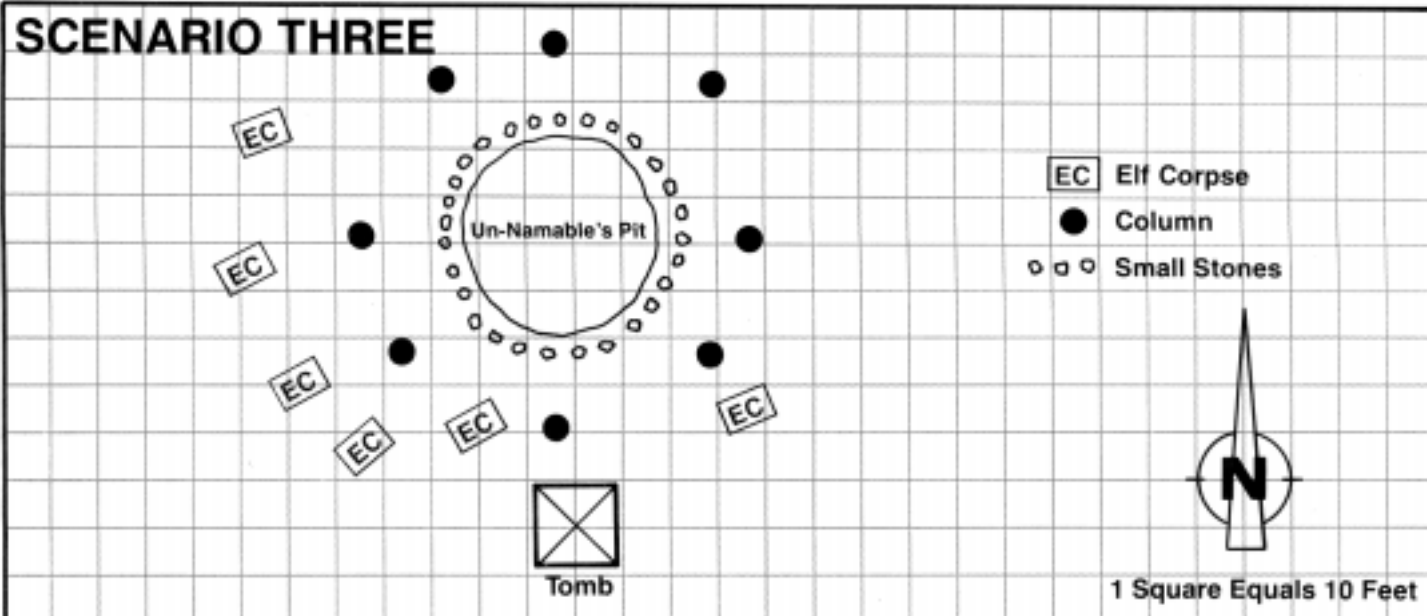 SCENARIO THREE
EC
EC Elf Corpse
Column
Un-Namable's Pit
EC
Small Stones
EC
EC
EC
EC
N
Tomb
1 Square Equals 10 Feet